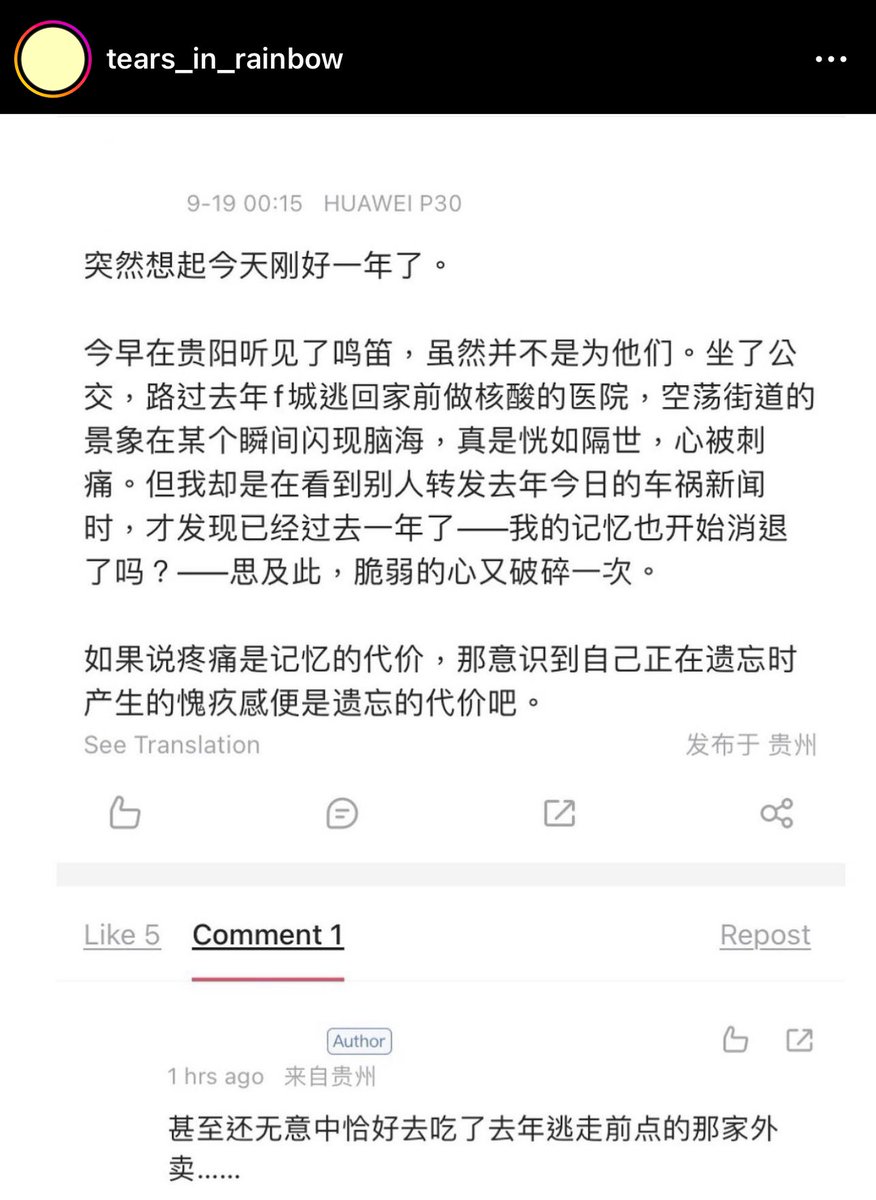 tears_in_rainbow
9-19 00:15 HUAWEI P30
突然想起今天刚好一年了。
今早在贵阳听见了鸣笛，虽然并不是为他们。坐了公
交，路过去年f城逃回家前做核酸的医院，空荡街道的
景象在某个瞬间闪现脑海，真是恍如隔世，心被刺
痛。但我却是在看到别人转发去年今日的车祸新闻
时，才发现已经过去一年了——我的记忆也开始消退
了吗？——思及此，脆弱的心又破碎一次。
如果说疼痛是记忆的代价，那意识到自己正在遗忘时
产生的愧疚感便是遗忘的代价吧。
See Translation
发布于 贵州
Like 5
Comment 1
Repost
Author
1 hrs ago 来自贵州
甚至还无意中恰好去吃了去年逃走前点的那家外
卖……